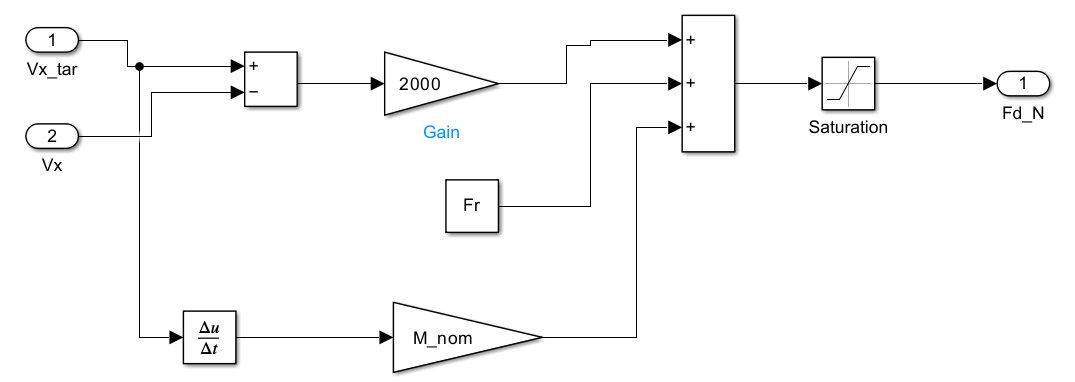 1
Vx_tar
2
Vx
+
−
2000
Gain
Fr
Δu
Δt
M_nom
+
+
+
Saturation
1
Fd_N